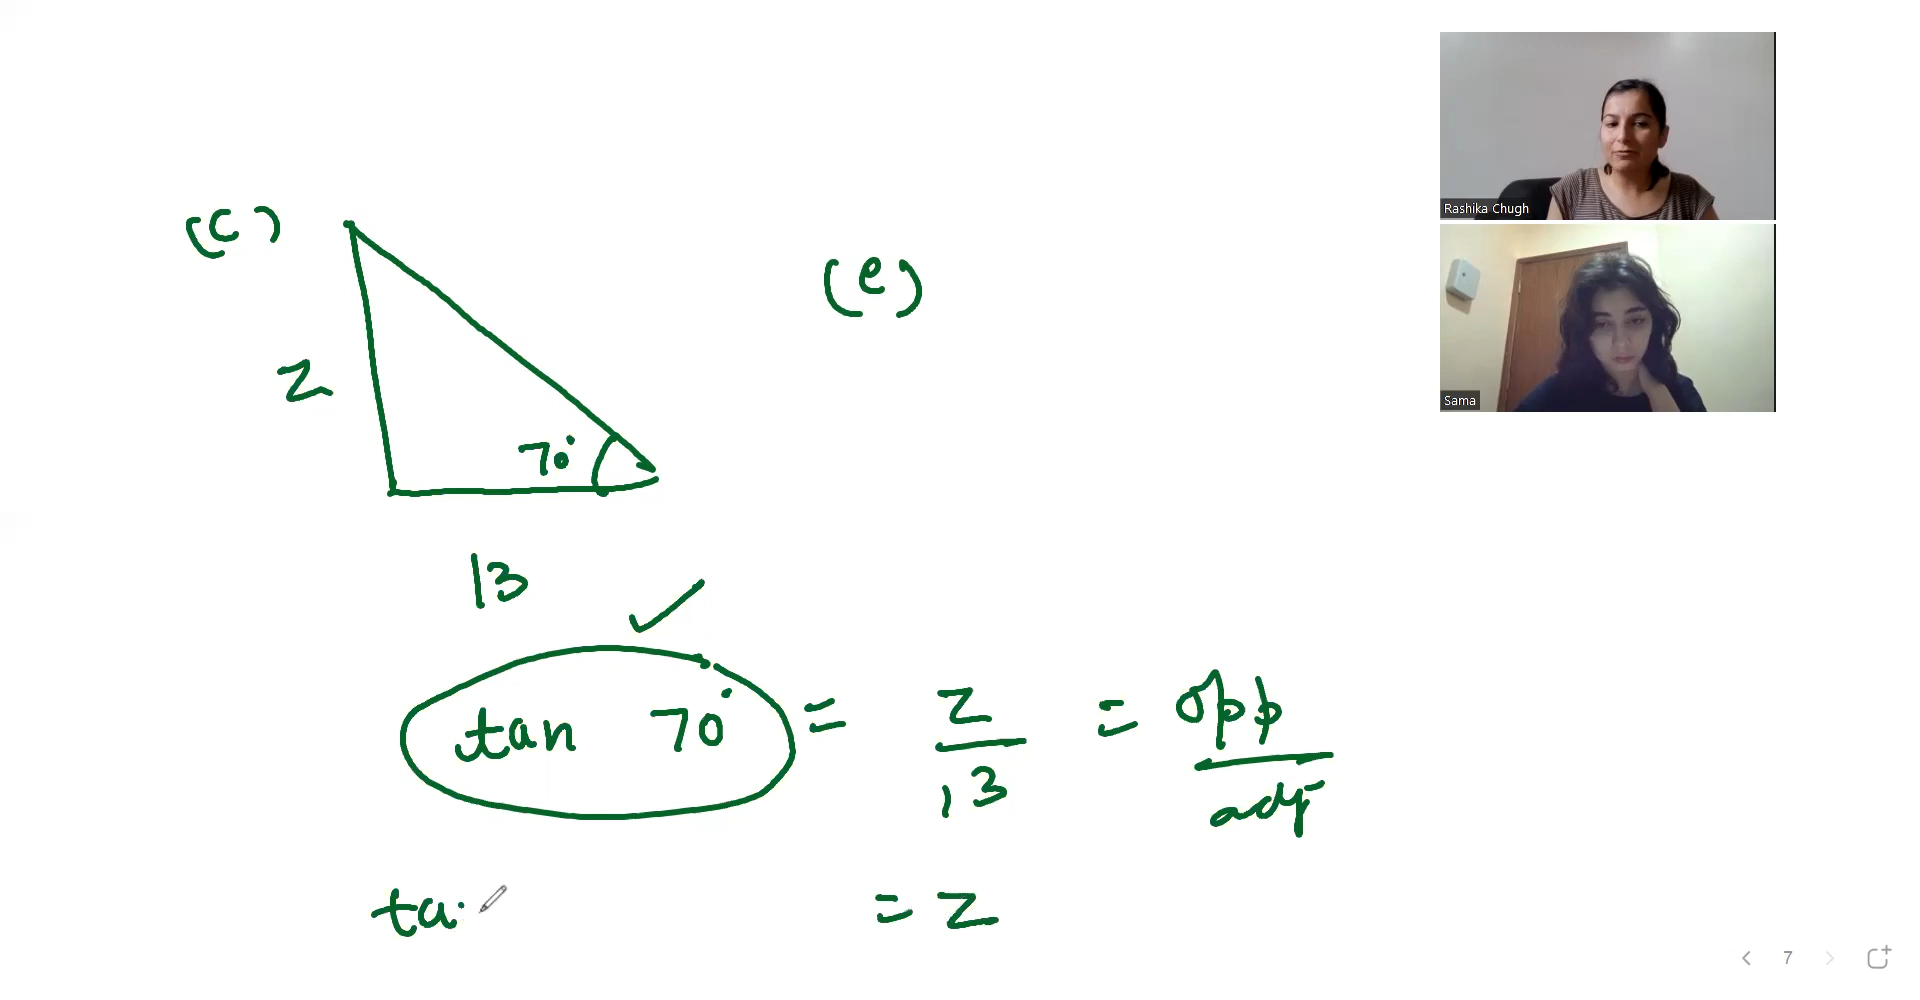 Rashika Chugh
Sama
(c)
(e)
z
70°
13
tan 70° = z/13 = opp/adj
ta = z
7